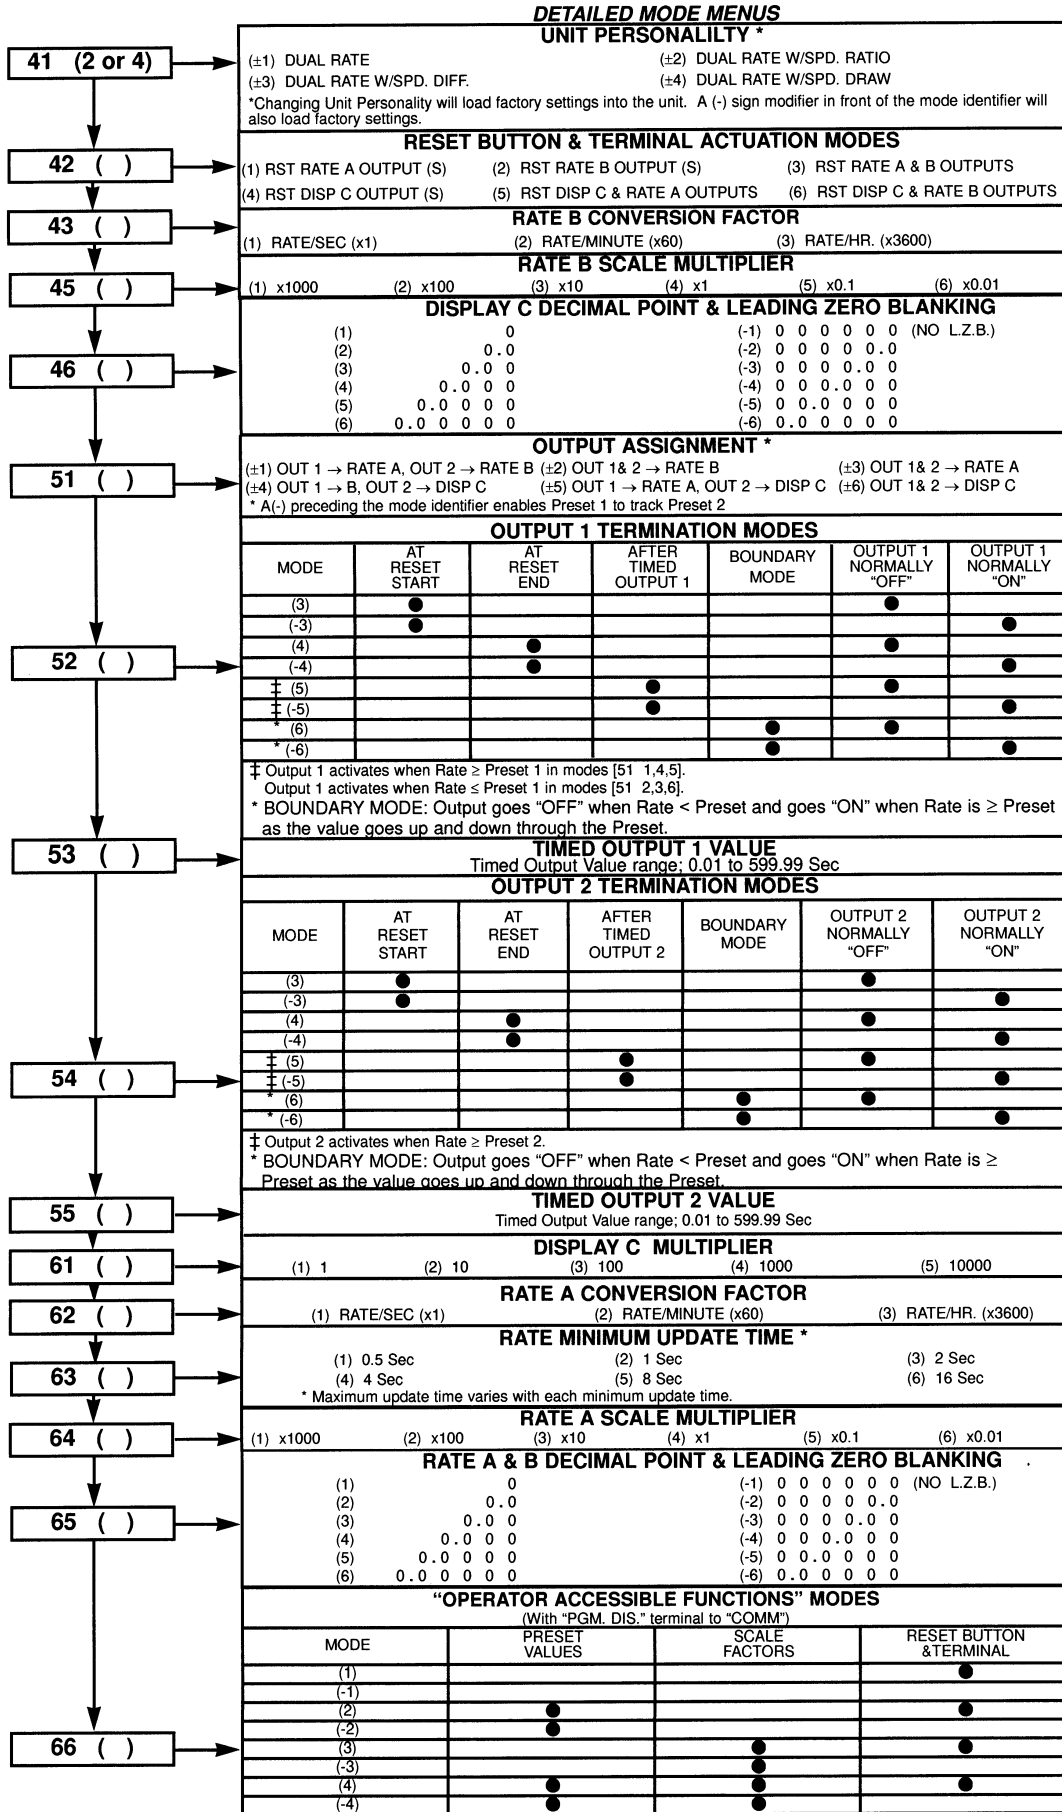 DETAILED MODE MENUS
41 (2 or 4)
UNIT PERSONALILTY *
(±1) DUAL RATE (±2) DUAL RATE W/SPD. RATIO
(±3) DUAL RATE W/SPD. DIFF. (±4) DUAL RATE W/SPD. DRAW
*Changing Unit Personality will load factory settings into the unit. A (-) sign modifier in front of the mode identifier will
also load factory settings.
42 ( )
RESET BUTTON & TERMINAL ACTUATION MODES
(1) RST RATE A OUTPUT (S) (2) RST RATE B OUTPUT (S) (3) RST RATE A & B OUTPUTS
(4) RST DISP C OUTPUT (S) (5) RST DISP C & RATE A OUTPUTS (6) RST DISP C & RATE B OUTPUTS
43 ( )
RATE B CONVERSION FACTOR
(1) RATE/SEC (x1) (2) RATE/MINUTE (x60) (3) RATE/HR. (x3600)
45 ( )
RATE B SCALE MULTIPLIER
(1) x1000 (2) x100 (3) x10 (4) x1 (5) x0.1 (6) x0.01
46 ( )
DISPLAY C DECIMAL POINT & LEADING ZERO BLANKING
(1) 0 (-1) 0 0 0 0 0 0 (NO L.Z.B.)
(2) 0.0 (-2) 0 0 0 0 0.0
(3) 0.0 0 (-3) 0 0 0 0.0 0
(4) 0.0 0 0 (-4) 0 0 0.0 0 0
(5) 0.0 0 0 0 (-5) 0 0.0 0 0 0
(6) 0.0 0 0 0 0 (-6) 0.0 0 0 0 0
51 ( )
OUTPUT ASSIGNMENT *
(±1) OUT 1 → RATE A, OUT 2 → RATE B (±2) OUT 1& 2 → RATE B (±3) OUT 1& 2 → RATE A
(±4) OUT 1 → B, OUT 2 → DISP C (±5) OUT 1 → RATE A, OUT 2 → DISP C (±6) OUT 1& 2 → DISP C
* A(-) preceding the mode identifier enables Preset 1 to track Preset 2
52 ( )
OUTPUT 1 TERMINATION MODES
MODE AT RESET START AT RESET END AFTER TIMED OUTPUT 1 BOUNDARY MODE OUTPUT 1 NORMALLY "OFF" OUTPUT 1 NORMALLY "ON"
(3) ● ●
(-3) ● ●
(4) ● ●
(-4) ● ●
‡ (5) ● ●
‡ (-5) ● ●
* (6) ● ●
* (-6) ● ●
‡ Output 1 activates when Rate ≥ Preset 1 in modes [51 1,4,5].
Output 1 activates when Rate ≤ Preset 1 in modes [51 2,3,6].
* BOUNDARY MODE: Output goes "OFF" when Rate < Preset and goes "ON" when Rate is ≥ Preset
as the value goes up and down through the Preset.
53 ( )
TIMED OUTPUT 1 VALUE
Timed Output Value range; 0.01 to 599.99 Sec
54 ( )
OUTPUT 2 TERMINATION MODES
MODE AT RESET START AT RESET END AFTER TIMED OUTPUT 2 BOUNDARY MODE OUTPUT 2 NORMALLY "OFF" OUTPUT 2 NORMALLY "ON"
(3) ● ●
(-3) ● ●
(4) ● ●
(-4) ● ●
‡ (5) ● ●
‡ (-5) ● ●
* (6) ● ●
* (-6) ● ●
‡ Output 2 activates when Rate ≥ Preset 2.
* BOUNDARY MODE: Output goes "OFF" when Rate < Preset and goes "ON" when Rate is ≥
Preset as the value goes up and down through the Preset.
55 ( )
TIMED OUTPUT 2 VALUE
Timed Output Value range; 0.01 to 599.99 Sec
61 ( )
DISPLAY C MULTIPLIER
(1) 1 (2) 10 (3) 100 (4) 1000 (5) 10000
62 ( )
RATE A CONVERSION FACTOR
(1) RATE/SEC (x1) (2) RATE/MINUTE (x60) (3) RATE/HR. (x3600)
63 ( )
RATE MINIMUM UPDATE TIME *
(1) 0.5 Sec (2) 1 Sec (3) 2 Sec
(4) 4 Sec (5) 8 Sec (6) 16 Sec
* Maximum update time varies with each minimum update time.
64 ( )
RATE A SCALE MULTIPLIER
(1) x1000 (2) x100 (3) x10 (4) x1 (5) x0.1 (6) x0.01
65 ( )
RATE A & B DECIMAL POINT & LEADING ZERO BLANKING
(1) 0 (-1) 0 0 0 0 0 0 (NO L.Z.B.)
(2) 0.0 (-2) 0 0 0 0 0.0
(3) 0.0 0 (-3) 0 0 0 0.0 0
(4) 0.0 0 0 (-4) 0 0 0.0 0 0
(5) 0.0 0 0 0 (-5) 0 0.0 0 0 0
(6) 0.0 0 0 0 0 (-6) 0.0 0 0 0 0
66 ( )
"OPERATOR ACCESSIBLE FUNCTIONS" MODES
(With "PGM. DIS." terminal to "COMM")
MODE PRESET VALUES SCALE FACTORS RESET BUTTON &TERMINAL
(1) ●
(-1)
(2) ● ●
(-2) ●
(3) ● ●
(-3) ●
(4) ● ● ●
(-4) ● ●